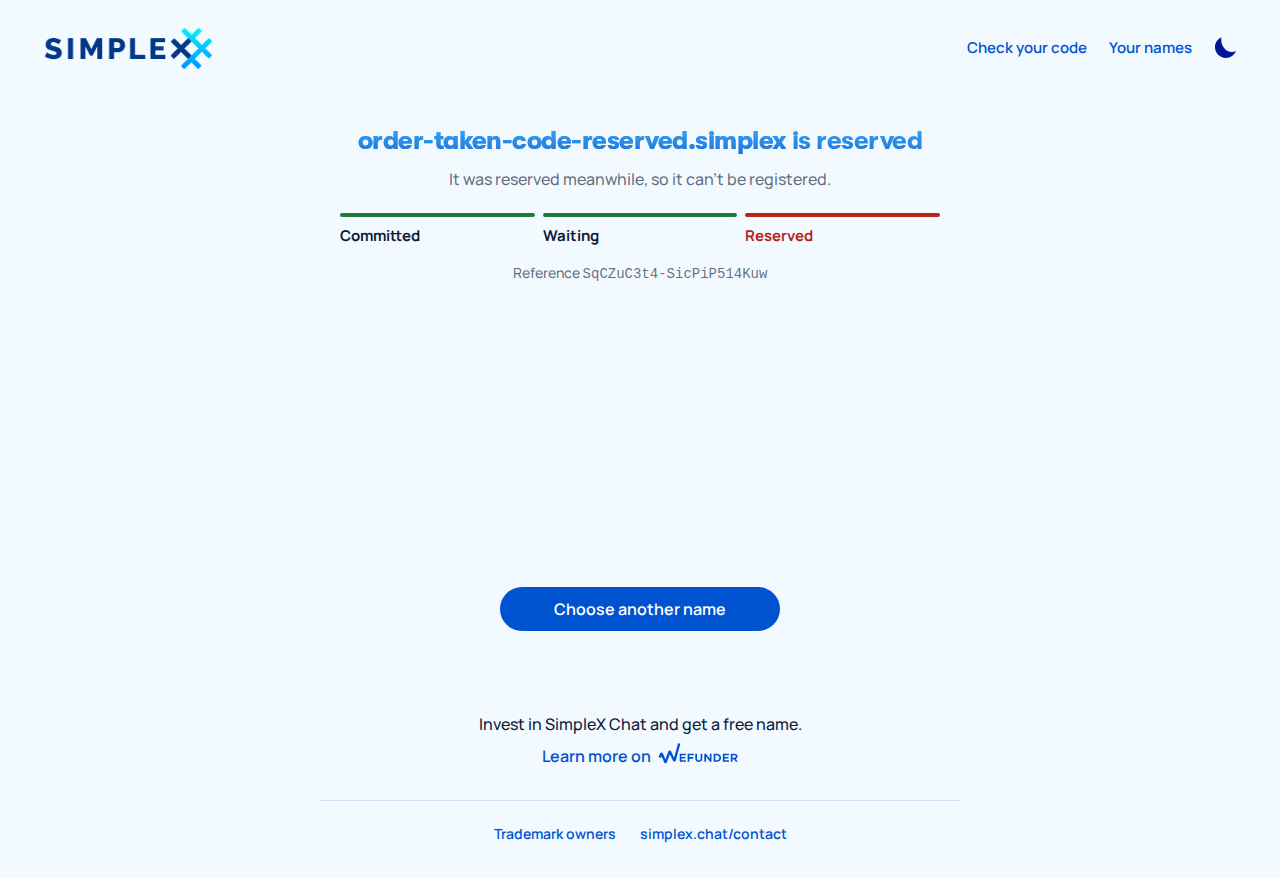 SIMPLEX
Check your code
Your names
order-taken-code-reserved.simplex is reserved
It was reserved meanwhile, so it can't be registered.
Committed
Waiting
Reserved
Reference SqCZuC3t4-SicPiP514Kuw
Choose another name
Invest in SimpleX Chat and get a free name.
Learn more on WEFUNDER
Trademark owners
simplex.chat/contact